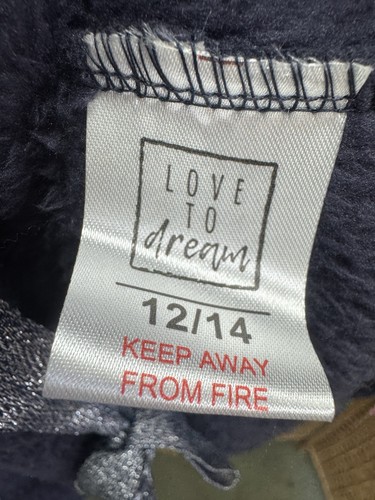 LOVE
TO
dream
12/14
KEEP AWAY
FROM FIRE